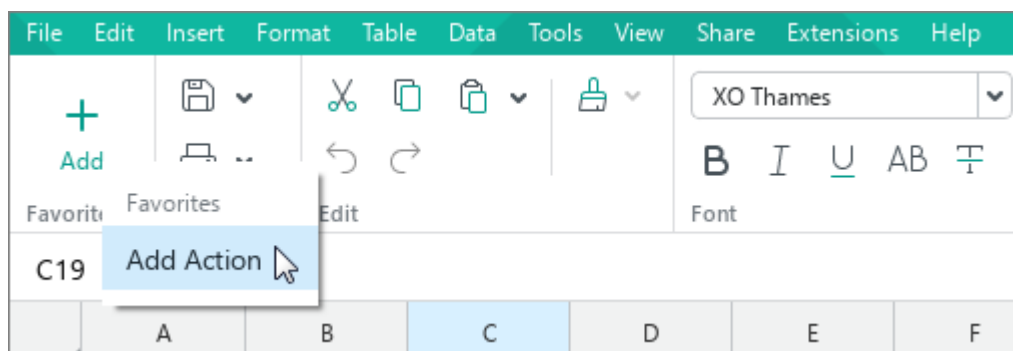 File Edit Insert Format Table Data Tools View Share Extensions Help
XO Thames
Add
B I U AB T
Favorites
Edit
Font
Add Action
C19
A B C D E F